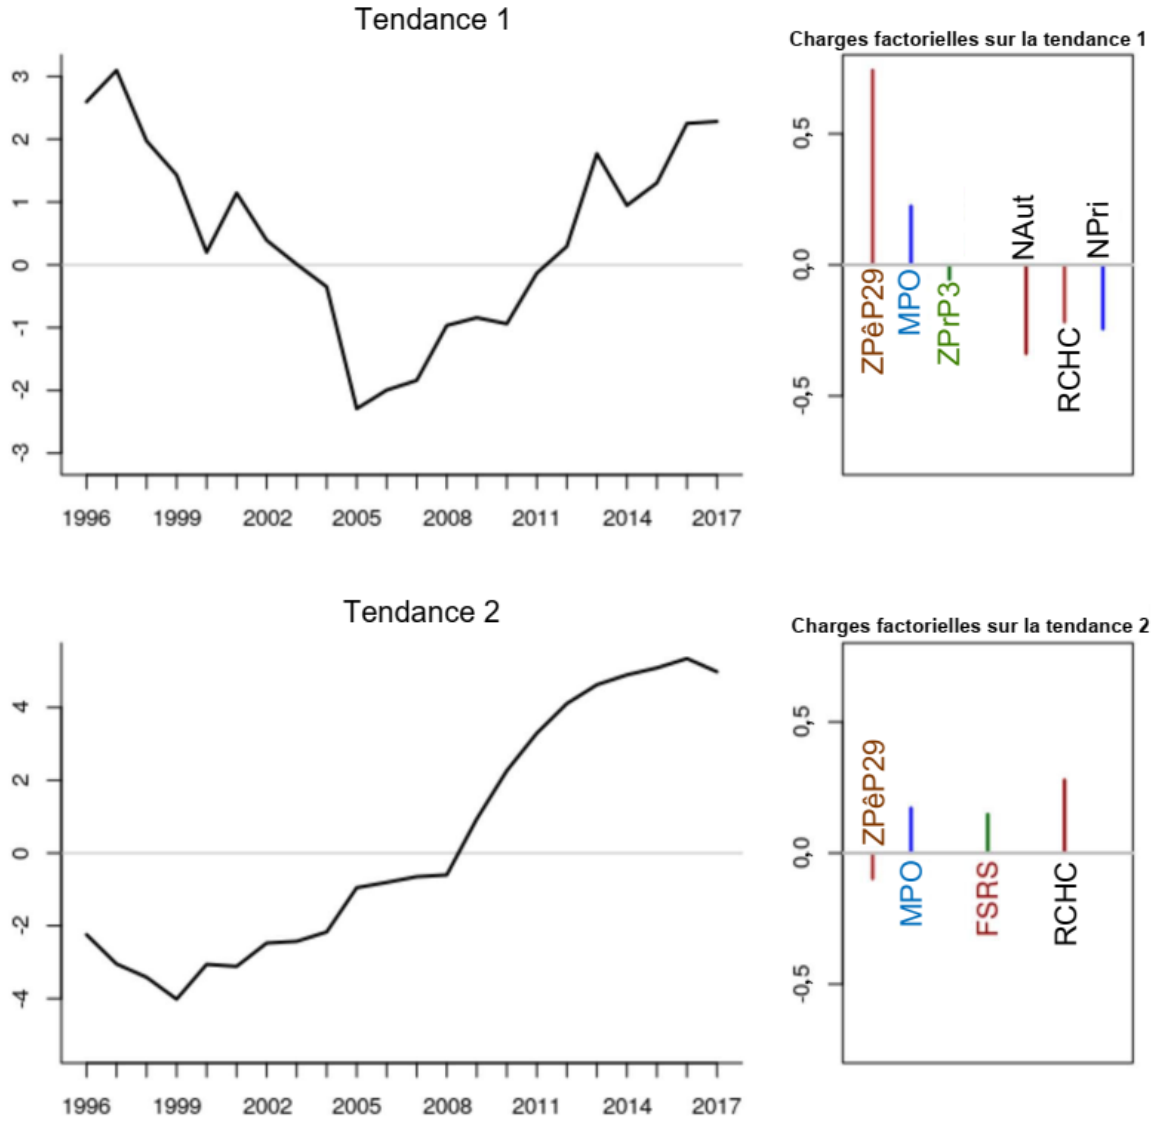 Tendance 1
Charges factorielles sur la tendance 1
3
2
1
0
-1
-2
-3
1996 1999 2002 2005 2008 2011 2014 2017
0,5
0,0
-0,5
ZPêP29
MPO
ZPrP3
NAut
RCHC
NPri
Tendance 2
Charges factorielles sur la tendance 2
4
2
0
-2
-4
1996 1999 2002 2005 2008 2011 2014 2017
0,5
0,0
-0,5
ZPêP29
MPO
FSRS
RCHC